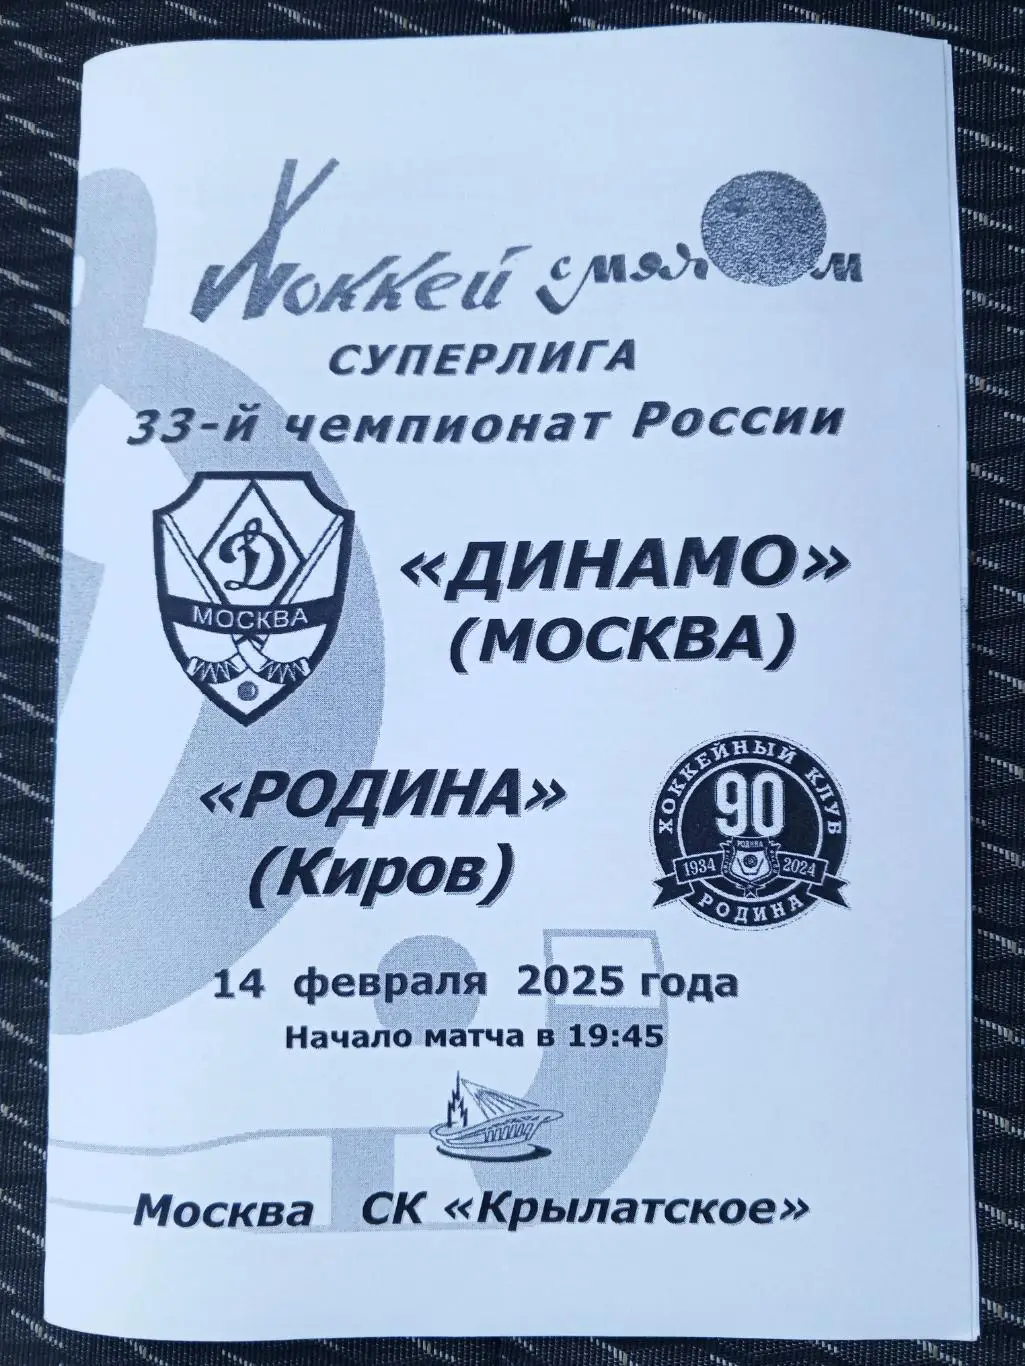 Хоккей с мячом
СУПЕРЛИГА
33-й чемпионат России
Д
МОСКВА
«ДИНАМО»
(МОСКВА)
«РОДИНА»
(Киров)
ХОККЕЙНЫЙ КЛУБ
90
РОДИНА
1934 2024
РОДИНА
14 февраля 2025 года
Начало матча в 19:45
Москва СК «Крылатское»